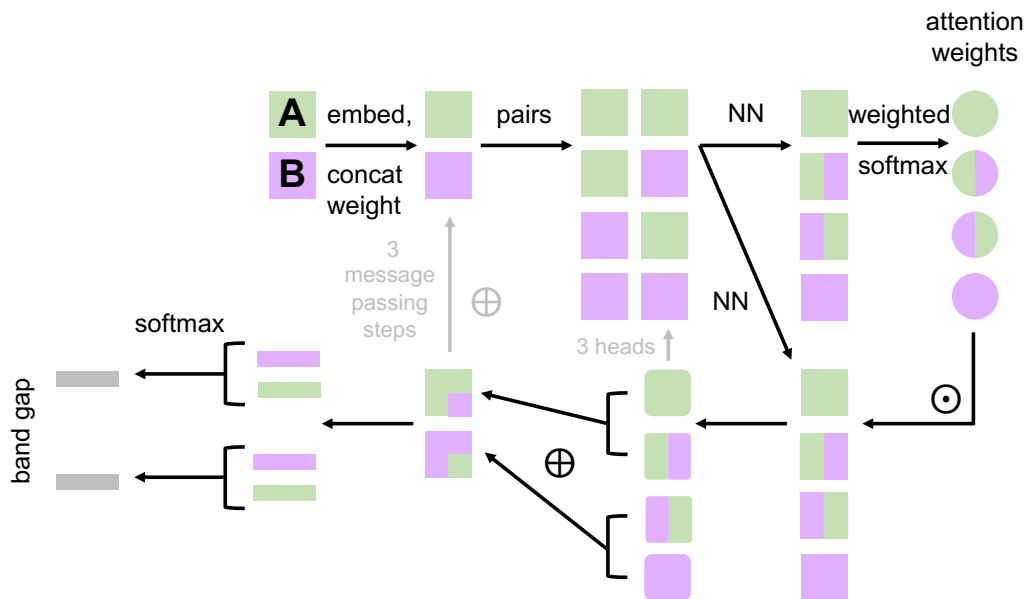 attention
weights
A
embed,
pairs
NN
weighted
B
concat
weight
softmax
3
message
passing
steps
⊕
NN
softmax
3 heads
⊙
band gap
⊕